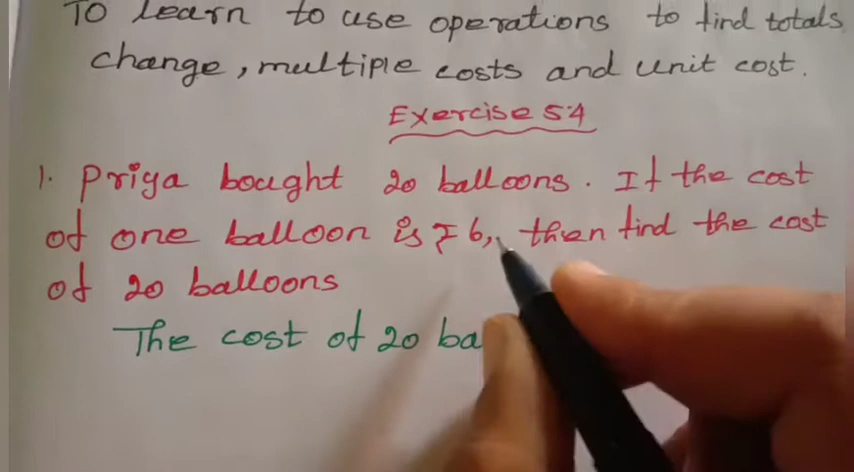 To learn to use operations to find totals
change, multiple costs and unit cost.
Exercise 5.4
1. Priya bought 20 balloons. If the cost
of one balloon is ₹ 6, then find the cost
of 20 balloons
The cost of 20 ba